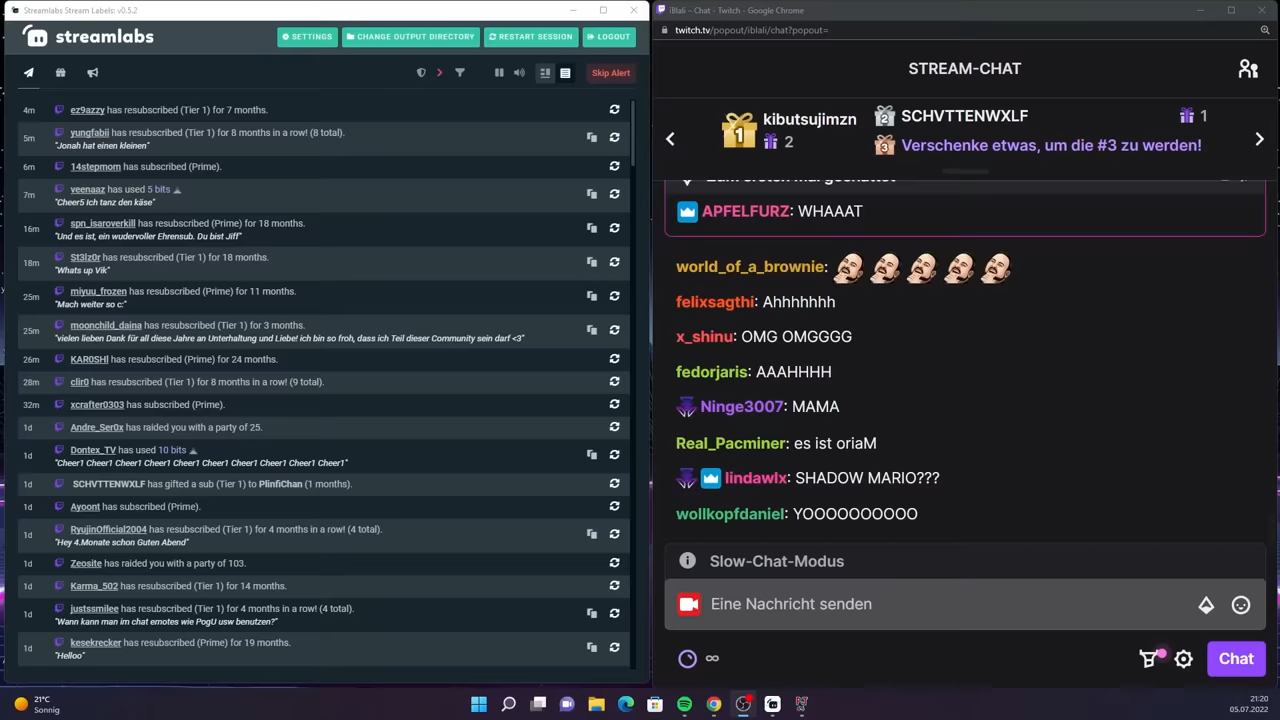 Streamlabs Stream Labels: v0.5.2
streamlabs
SETTINGS
CHANGE OUTPUT DIRECTORY
RESTART SESSION
LOGOUT
Skip Alert
4m ez9azzy has resubscribed (Tier 1) for 7 months.
5m yungfabii has resubscribed (Tier 1) for 8 months in a row! (8 total).
"Jonah hat einen kleinen"
6m 14stepmom has subscribed (Prime).
7m veenaaz has used 5 bits
"Cheer5 Ich tanz den käse"
16m spn_isaroverkill has resubscribed (Prime) for 18 months.
"Und es ist, ein wudervoller Ehrensub. Du bist Jiff"
18m St3lz0r has resubscribed (Tier 1) for 18 months.
"Whats up Vik"
25m miyuu_frozen has resubscribed (Prime) for 11 months.
"Mach weiter so c:"
25m moonchild_daina has resubscribed (Tier 1) for 3 months.
"vielen lieben Dank für all diese Jahre an Unterhaltung und Liebe! ich bin so froh, dass ich Teil dieser Community sein darf <3"
26m KAR0SHl has resubscribed (Prime) for 24 months.
28m clir0 has resubscribed (Tier 1) for 8 months in a row! (9 total).
32m xcrafter0303 has subscribed (Prime).
1d Andre_Ser0x has raided you with a party of 25.
1d Dontex_TV has used 10 bits
"Cheer1 Cheer1 Cheer1 Cheer1 Cheer1 Cheer1 Cheer1 Cheer1 Cheer1 Cheer1"
1d SCHVTTENWXLF has gifted a sub (Tier 1) to PlinfiChan (1 months).
1d Ayoont has subscribed (Prime).
1d RyujinOfficial2004 has resubscribed (Tier 1) for 4 months in a row! (4 total).
"Hey 4.Monate schon Guten Abend"
1d Zeosite has raided you with a party of 103.
1d Karma_502 has resubscribed (Tier 1) for 14 months.
1d justssmilee has resubscribed (Tier 1) for 4 months in a row! (4 total).
"Wann kann man im chat emotes wie PogU usw benutzen?"
1d kesekrecker has resubscribed (Prime) for 19 months.
"Helloo"
iBlali - Chat - Twitch - Google Chrome
twitch.tv/popout/iblali/chat?popout=
STREAM-CHAT
1 kibutsujimzn
2
2 SCHVTTENWXLF 1
3 Verschenke etwas, um die #3 zu werden!
APFELFURZ: WHAAAT
world_of_a_brownie:
felixsagthi: Ahhhhhhh
x_shinu: OMG OMGGGG
fedorjaris: AAAHHHH
Ninge3007: MAMA
Real_Pacminer: es ist oriaM
lindawlx: SHADOW MARIO???
wollkopfdaniel: YOOOOOOOOOO
Slow-Chat-Modus
Eine Nachricht senden
Chat
21°C
Sonnig
21:20
05.07.2022